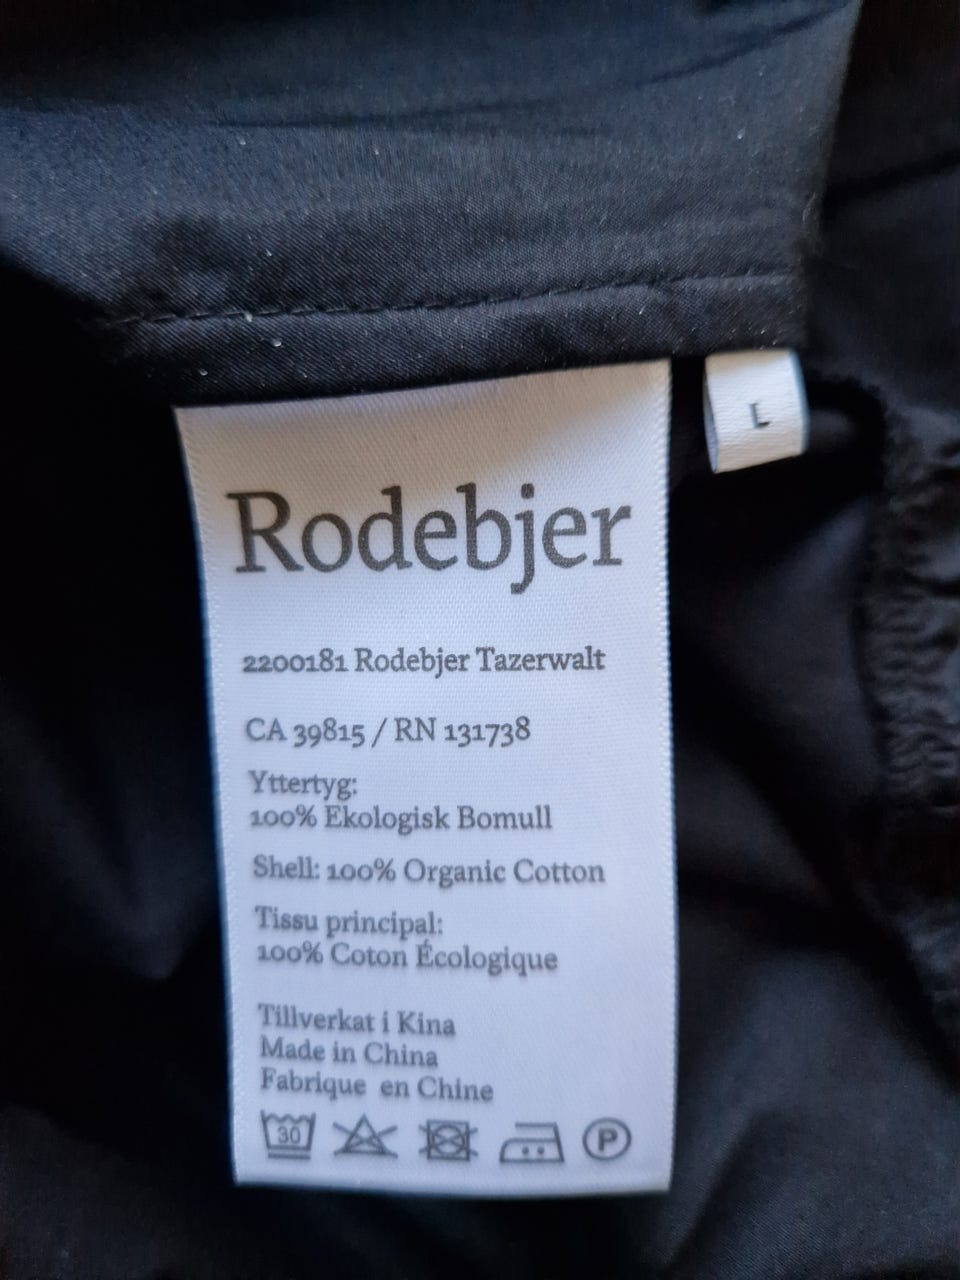 L
Rodebjer
2200181 Rodebjer Tazerwalt
CA 39815 / RN 131738
Yttertyg:
100% Ekologisk Bomull
Shell: 100% Organic Cotton
Tissu principal:
100% Coton Écologique
Tillverkat i Kina
Made in China
Fabrique en Chine
30 P